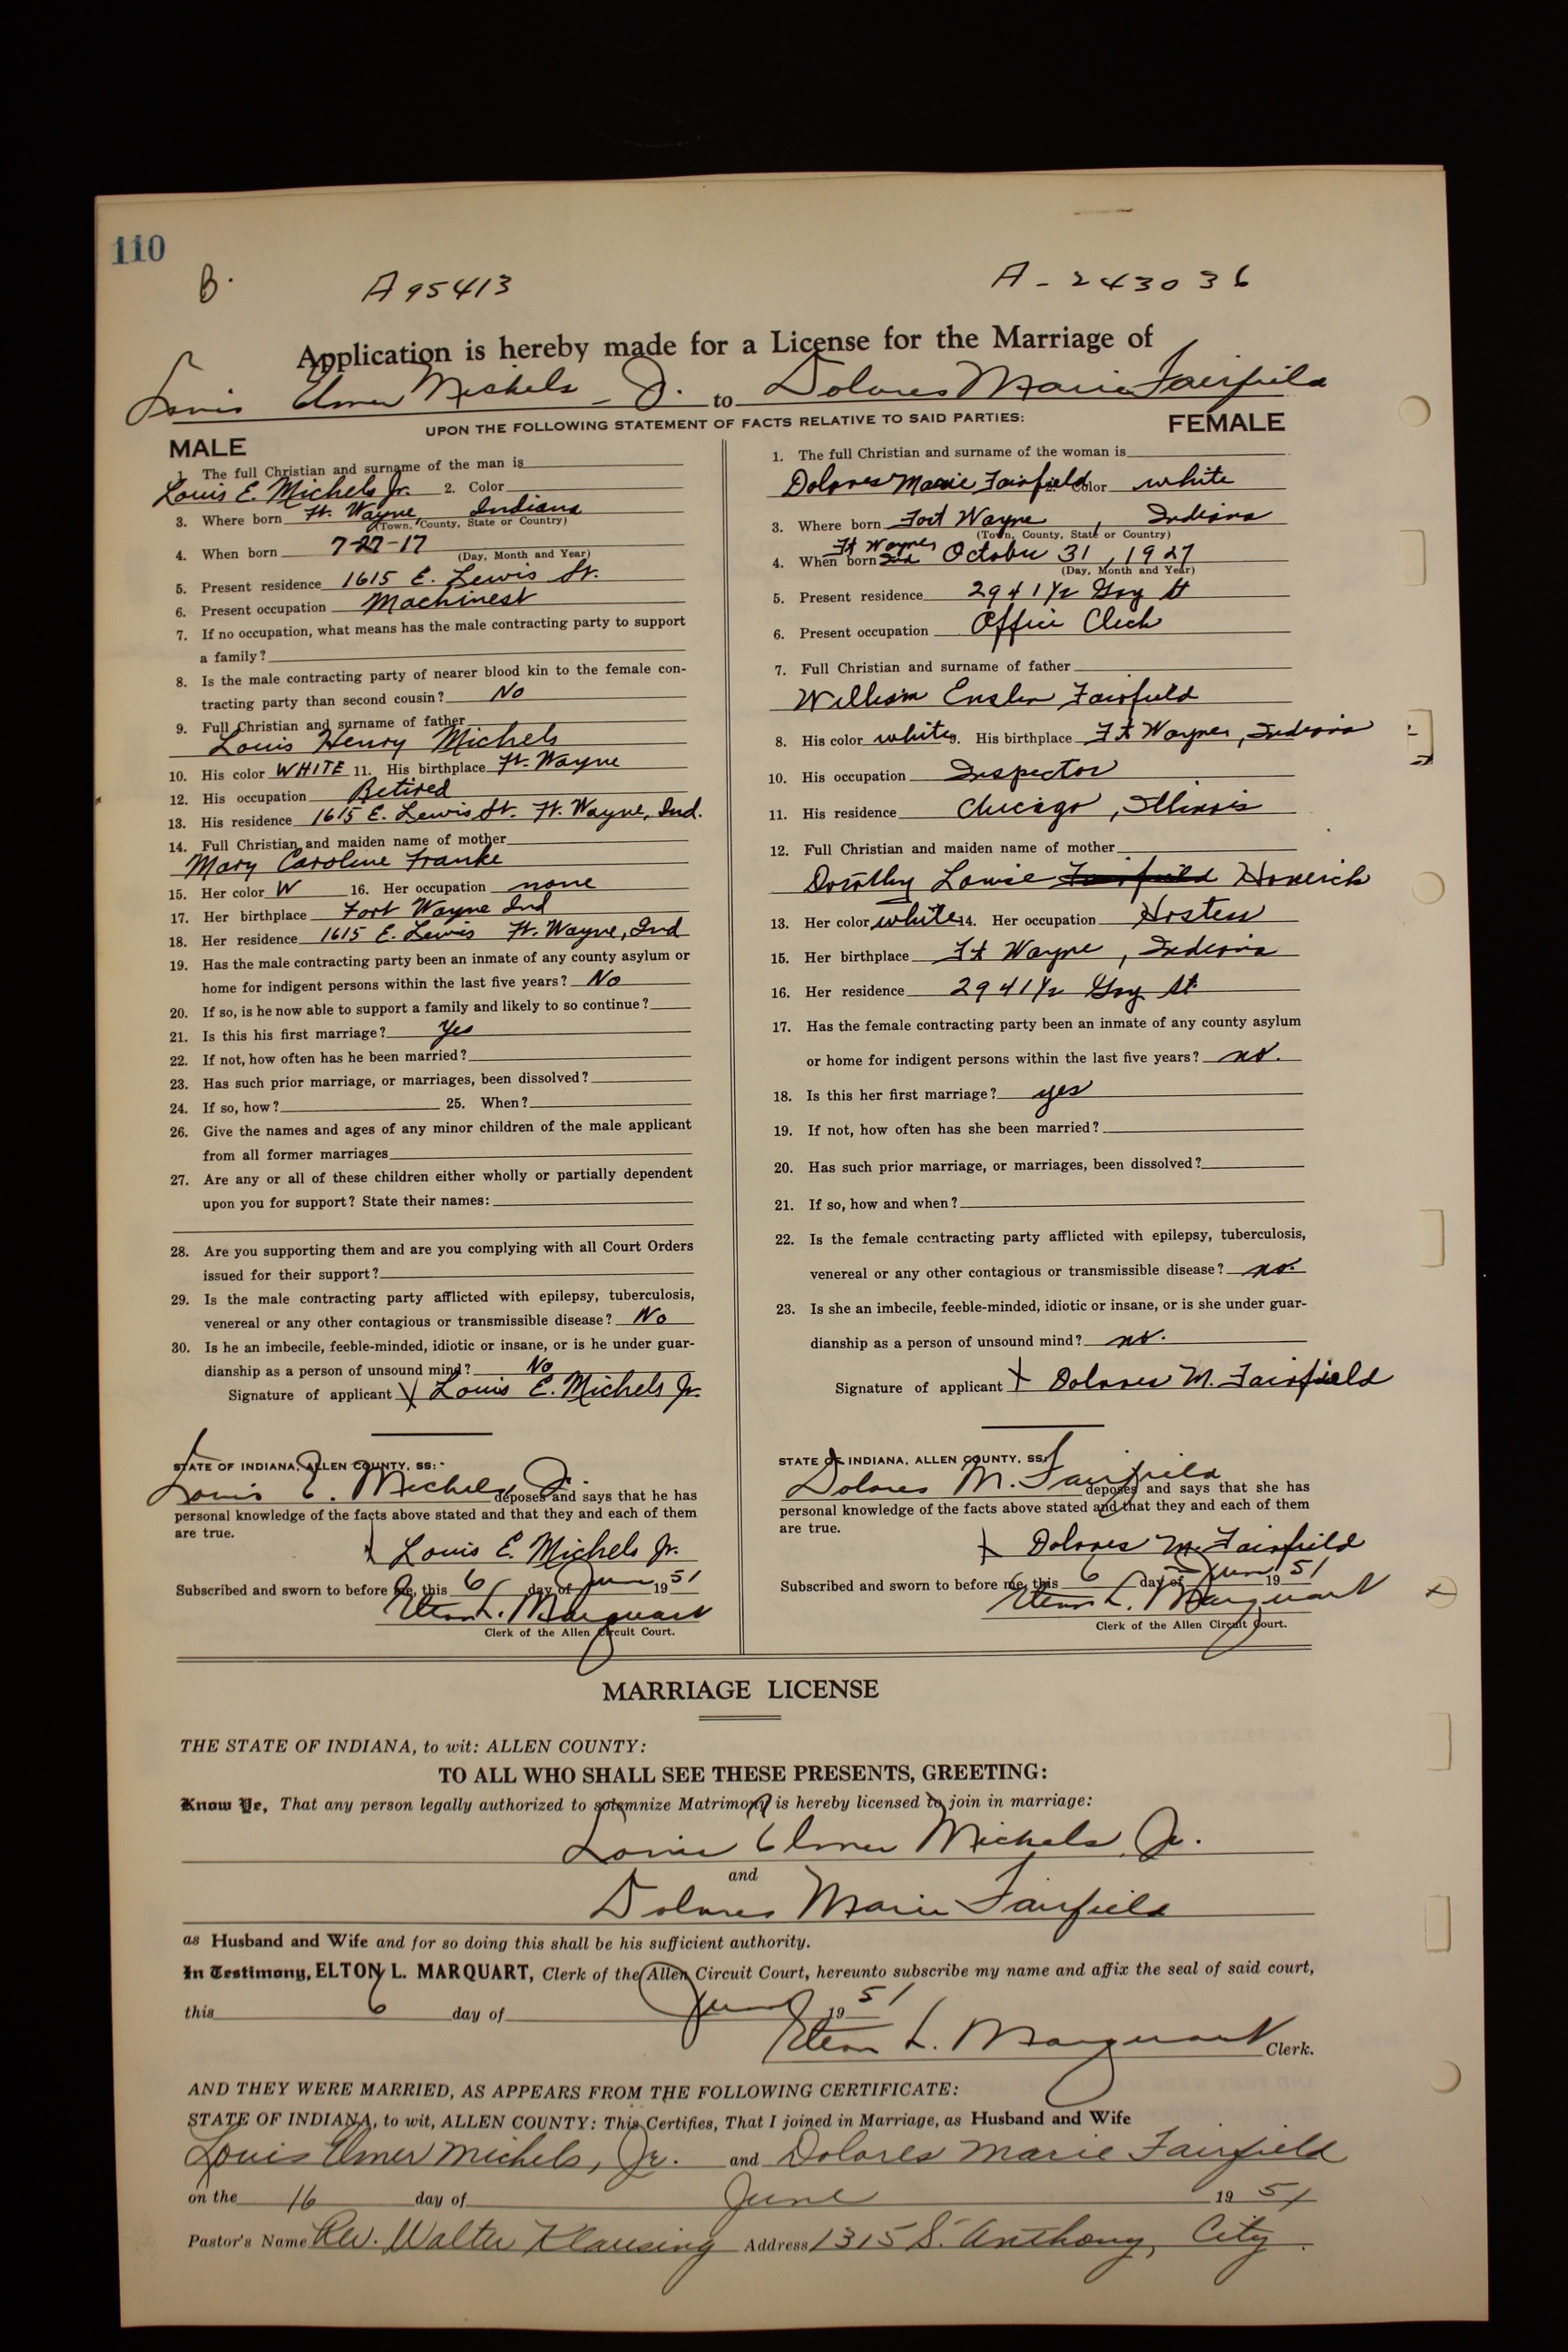 110
B. A95413 A-243036
Application is hereby made for a License for the Marriage of
Louis Elmer Michels Jr. to Dolores Marie Fairfield
UPON THE FOLLOWING STATEMENT OF FACTS RELATIVE TO SAID PARTIES:
MALE
1. The full Christian and surname of the man is
Louis E. Michels Jr. 2. Color
3. Where born Ft. Wayne, Indiana
(Town, County, State or Country)
4. When born 7-27-17
(Day, Month and Year)
5. Present residence 1615 E. Lewis St.
6. Present occupation Machinest
7. If no occupation, what means has the male contracting party to support
a family?
8. Is the male contracting party of nearer blood kin to the female con-
tracting party than second cousin? No
9. Full Christian and surname of father
Louis Henry Michels
10. His color WHITE 11. His birthplace Ft. Wayne
12. His occupation Retired
13. His residence 1615 E. Lewis St. Ft. Wayne, Ind.
14. Full Christian and maiden name of mother
Mary Caroline Franke
15. Her color W 16. Her occupation none
17. Her birthplace Fort Wayne Ind
18. Her residence 1615 E. Lewis Ft. Wayne, Ind
19. Has the male contracting party been an inmate of any county asylum or
home for indigent persons within the last five years? No
20. If so, is he now able to support a family and likely to so continue?
21. Is this his first marriage? Yes
22. If not, how often has he been married?
23. Has such prior marriage, or marriages, been dissolved?
24. If so, how? 25. When?
26. Give the names and ages of any minor children of the male applicant
from all former marriages
27. Are any or all of these children either wholly or partially dependent
upon you for support? State their names:
28. Are you supporting them and are you complying with all Court Orders
issued for their support?
29. Is the male contracting party afflicted with epilepsy, tuberculosis,
venereal or any other contagious or transmissible disease? No
30. Is he an imbecile, feeble-minded, idiotic or insane, or is he under guar-
dianship as a person of unsound mind? No
Signature of applicant X Louis E. Michels Jr.
STATE OF INDIANA, ALLEN COUNTY, SS:
Louis E. Michels Jr. deposes and says that he has
personal knowledge of the facts above stated and that they and each of them
are true.
X Louis E. Michels Jr.
Subscribed and sworn to before me, this 6 day of June 1951
Elton L. Marquart
Clerk of the Allen Circuit Court.
FEMALE
1. The full Christian and surname of the woman is
Dolores Marie Fairfield 2. Color white
3. Where born Fort Wayne, Indiana
(Town, County, State or Country)
Ft Wayne
4. When born Ind October 31, 1927
(Day, Month and Year)
5. Present residence 2941 1/2 Gay St
6. Present occupation Office Clerk
7. Full Christian and surname of father
William Fairfield
8. His color white 9. His birthplace Ft Wayne, Indiana
10. His occupation Inspector
11. His residence Chicago, Illinois
12. Full Christian and maiden name of mother
Dorothy Louise Fairfield
13. Her color white 14. Her occupation Hostess
15. Her birthplace Ft Wayne, Indiana
16. Her residence 2941 1/2 Gay St.
17. Has the female contracting party been an inmate of any county asylum
or home for indigent persons within the last five years? no.
18. Is this her first marriage? yes
19. If not, how often has she been married?
20. Has such prior marriage, or marriages, been dissolved?
21. If so, how and when?
22. Is the female contracting party afflicted with epilepsy, tuberculosis,
venereal or any other contagious or transmissible disease? no.
23. Is she an imbecile, feeble-minded, idiotic or insane, or is she under guar-
dianship as a person of unsound mind? no.
Signature of applicant X Dolores M. Fairfield
STATE OF INDIANA, ALLEN COUNTY, SS:
Dolores M. Fairfield deposes and says that she has
personal knowledge of the facts above stated and that they and each of them
are true.
X Dolores M. Fairfield
Subscribed and sworn to before me, this 6 day of June 1951
Elton L. Marquart
Clerk of the Allen Circuit Court.
MARRIAGE LICENSE
THE STATE OF INDIANA, to wit: ALLEN COUNTY:
TO ALL WHO SHALL SEE THESE PRESENTS, GREETING:
Know Ye, That any person legally authorized to solemnize Matrimony is hereby licensed to join in marriage:
Louis Elmer Michels, Jr.
and
Dolores Marie Fairfield
as Husband and Wife and for so doing this shall be his sufficient authority.
In Testimony, ELTON L. MARQUART, Clerk of the Allen Circuit Court, hereunto subscribe my name and affix the seal of said court,
this 6 day of June 1951
Elton L. Marquart Clerk.
AND THEY WERE MARRIED, AS APPEARS FROM THE FOLLOWING CERTIFICATE:
STATE OF INDIANA, to wit, ALLEN COUNTY: This Certifies, That I joined in Marriage, as Husband and Wife
Louis Elmer Michels, Jr. and Dolores Marie Fairfield
on the 16 day of June 1951
Pastor's Name Rev. Walter Klausing Address 1315 S. Anthony, City.